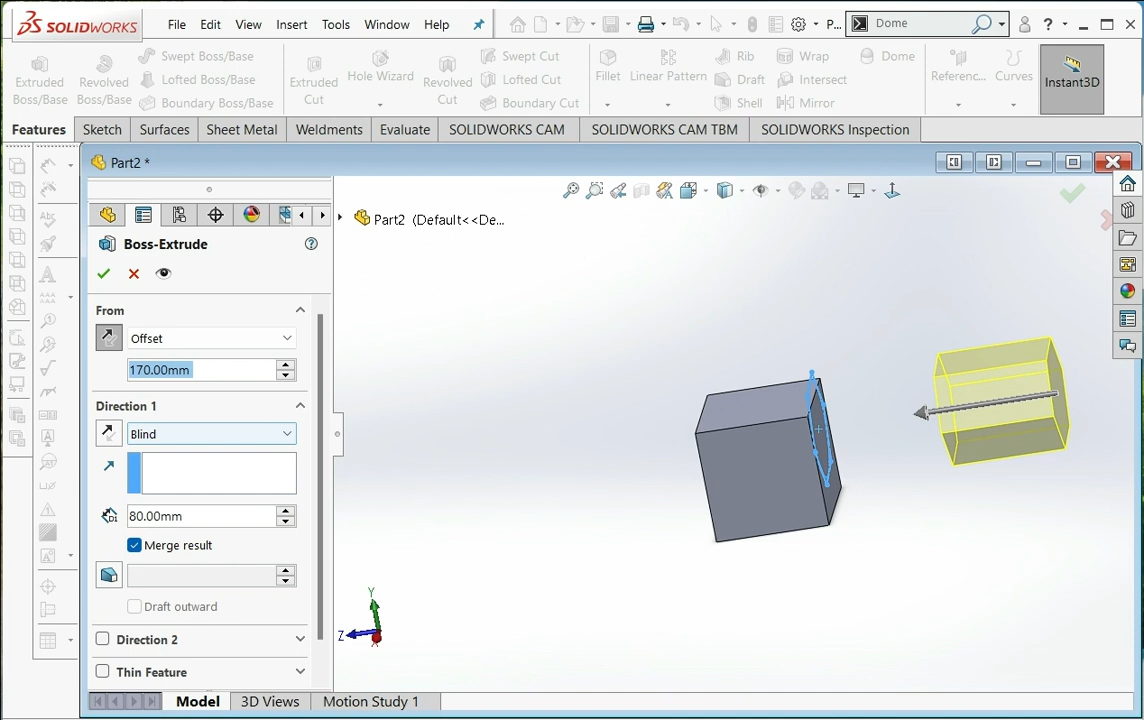 SOLIDWORKS File Edit View Insert Tools Window Help P... Dome
Extruded Boss/Base Revolved Boss/Base Swept Boss/Base Lofted Boss/Base Boundary Boss/Base Extruded Cut Hole Wizard Revolved Cut Swept Cut Lofted Cut Boundary Cut Fillet Linear Pattern Rib Draft Shell Wrap Intersect Mirror Dome Referenc... Curves Instant3D
Features Sketch Surfaces Sheet Metal Weldments Evaluate SOLIDWORKS CAM SOLIDWORKS CAM TBM SOLIDWORKS Inspection
Part2 *
Part2 (Default<<De...
Boss-Extrude
From
Offset
170.00mm
Direction 1
Blind
80.00mm
Merge result
Draft outward
Direction 2
Thin Feature
Y
Z
X
Model 3D Views Motion Study 1